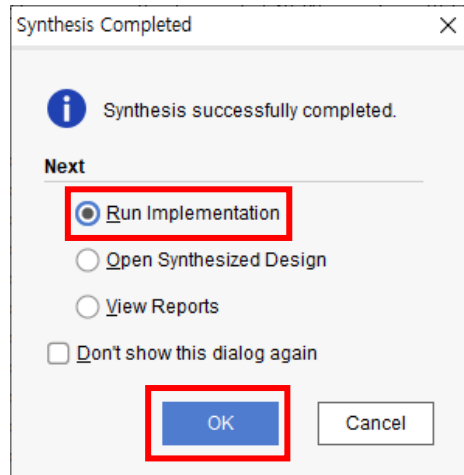 Synthesis Completed
Synthesis successfully completed.
Next
Run Implementation
Open Synthesized Design
View Reports
Don't show this dialog again
OK
Cancel